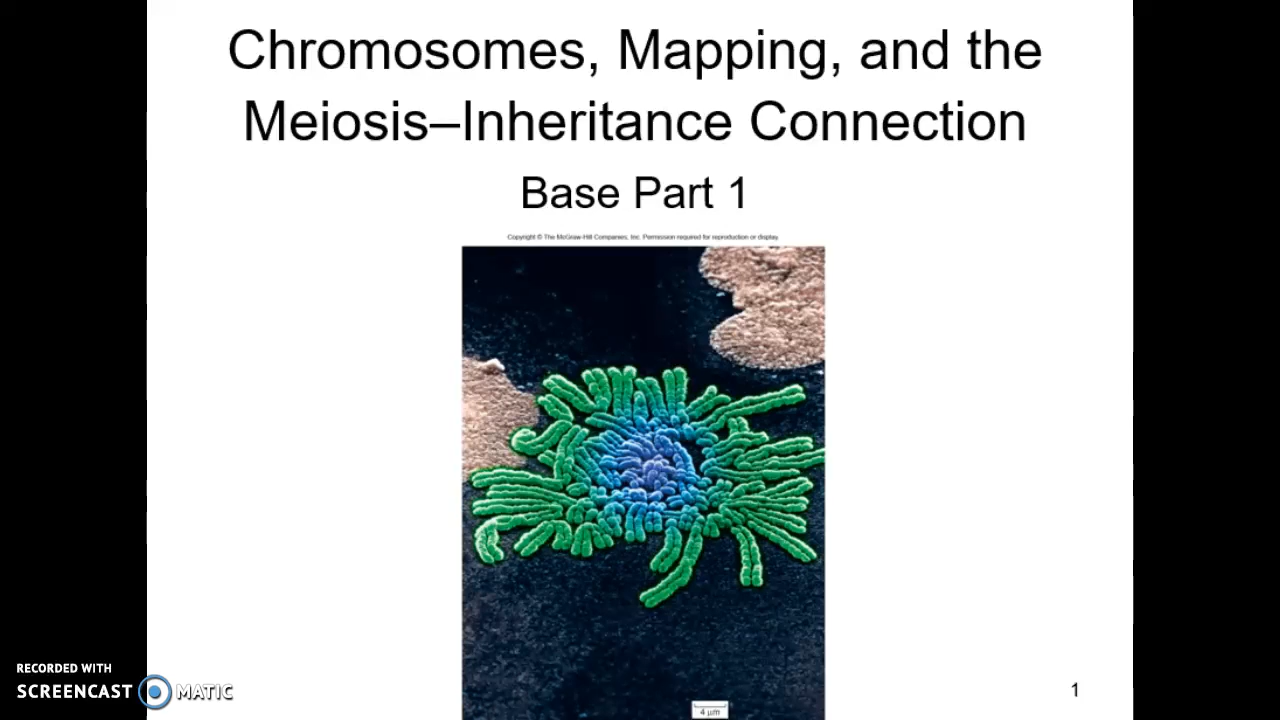 Chromosomes, Mapping, and the
Meiosis–Inheritance Connection
Base Part 1
Copyright © The McGraw-Hill Companies, Inc. Permission required for reproduction or display.
4 μm
RECORDED WITH
SCREENCAST MATIC
1